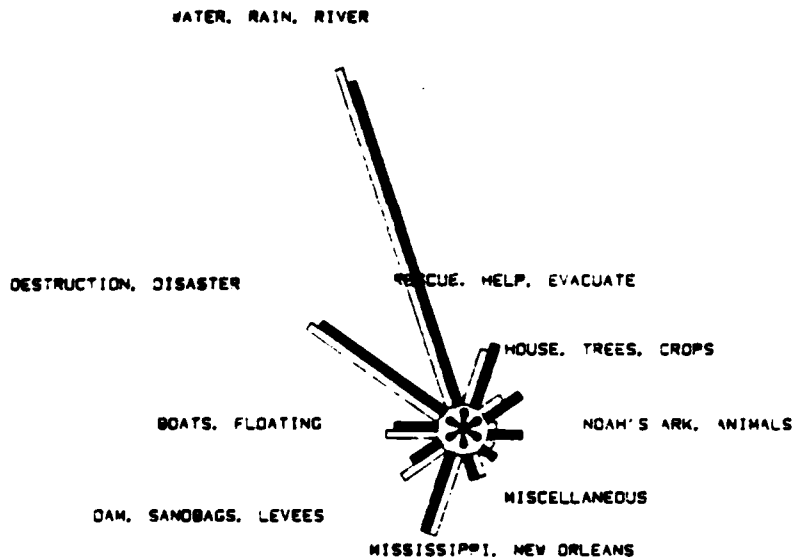 WATER. RAIN. RIVER
DESTRUCTION. DISASTER
RESCUE. HELP. EVACUATE
HOUSE. TREES. CROPS
BOATS. FLOATING
NOAH'S ARK. ANIMALS
MISCELLANEOUS
DAM. SANDBAGS. LEVEES
MISSISSIPPI. NEW ORLEANS